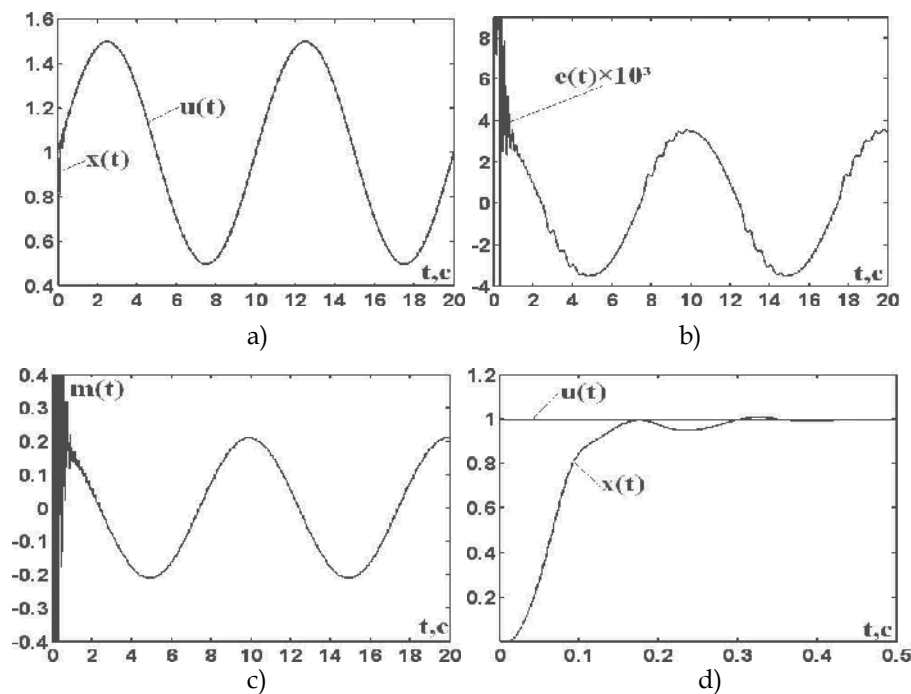 1.6
1.4
1.2
1
0.8
0.6
0.4
u(t)
x(t)
t,c
0 2 4 6 8 10 12 14 16 18 20
a)
8
6
4
2
0
-2
-4
e(t)×10³
t,c
0 2 4 6 8 10 12 14 16 18 20
b)
0.4
0.3
0.2
0.1
0
-0.1
-0.2
-0.3
-0.4
m(t)
t,c
0 2 4 6 8 10 12 14 16 18 20
c)
1.2
1
0.8
0.6
0.4
0.2
u(t)
x(t)
t,c
0 0.1 0.2 0.3 0.4 0.5
d)